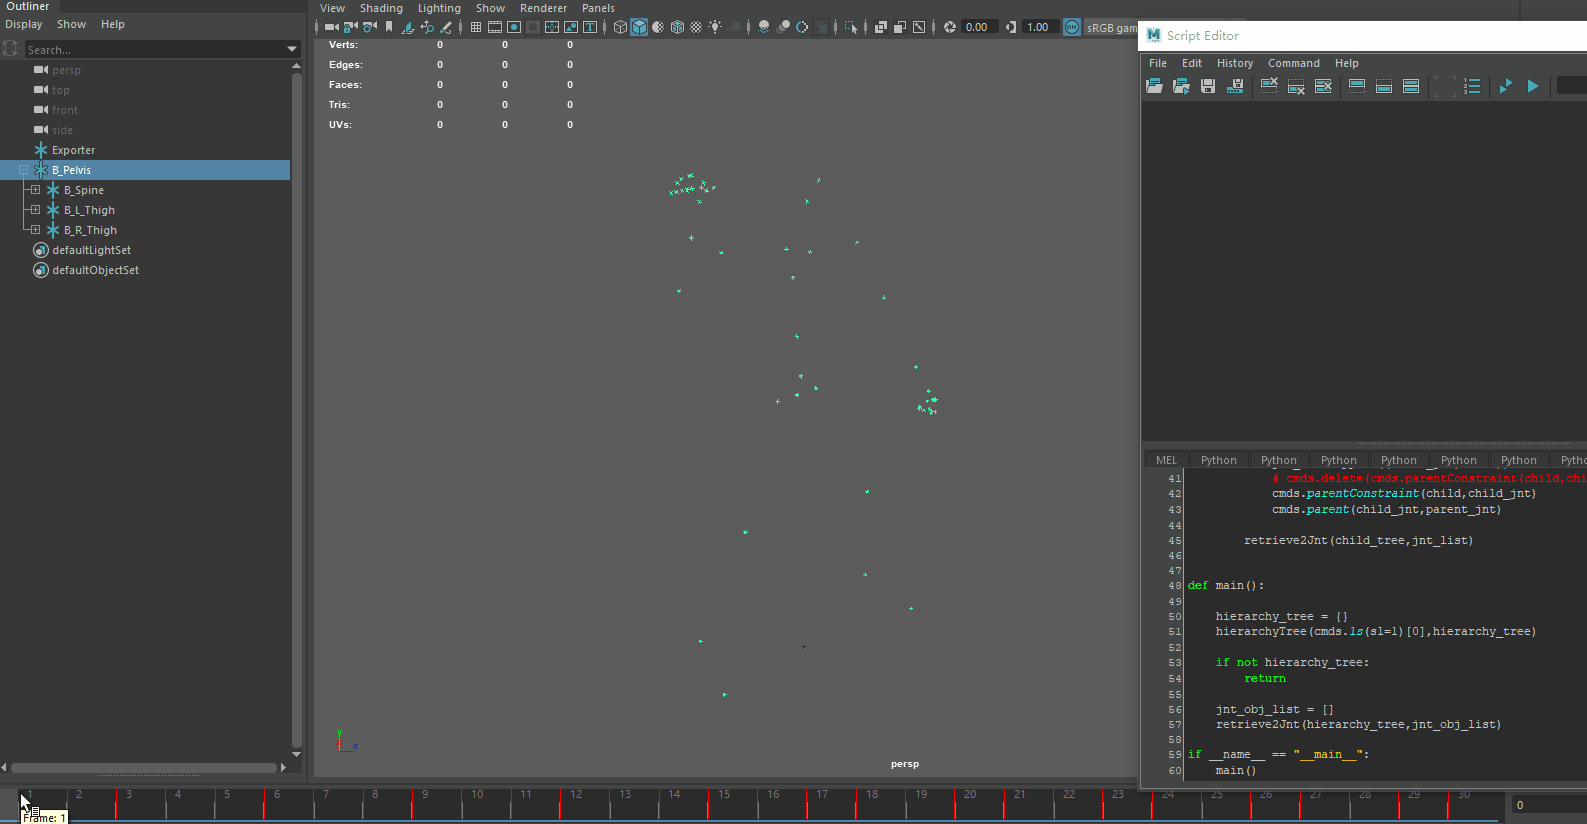 Outliner
Display Show Help
Search...
persp
top
front
side
Exporter
B_Pelvis
B_Spine
B_L_Thigh
B_R_Thigh
defaultLightSet
defaultObjectSet
View Shading Lighting Show Renderer Panels
0.00 1.00 ON sRGB gam
Verts: 0 0 0
Edges: 0 0 0
Faces: 0 0 0
Tris: 0 0 0
UVs: 0 0 0
y
z
persp
Script Editor
File Edit History Command Help
MEL Python Python Python Python Python Python Pytho
41 # cmds.delete(cmds.parentConstraint(child,chi
42 cmds.parentConstraint(child,child_jnt)
43 cmds.parent(child_jnt,parent_jnt)
44
45 retrieve2Jnt(child_tree,jnt_list)
46
47
48 def main():
49
50 hierarchy_tree = {}
51 hierarchyTree(cmds.ls(sl=1)[0],hierarchy_tree)
52
53 if not hierarchy_tree:
54 return
55
56 jnt_obj_list = []
57 retrieve2Jnt(hierarchy_tree,jnt_obj_list)
58
59 if __name__ == "__main__":
60 main()
1 2 3 4 5 6 7 8 9 10 11 12 13 14 15 16 17 18 19 20 21 22 23 24 25 26 27 28 29 30
0
Frame: 1